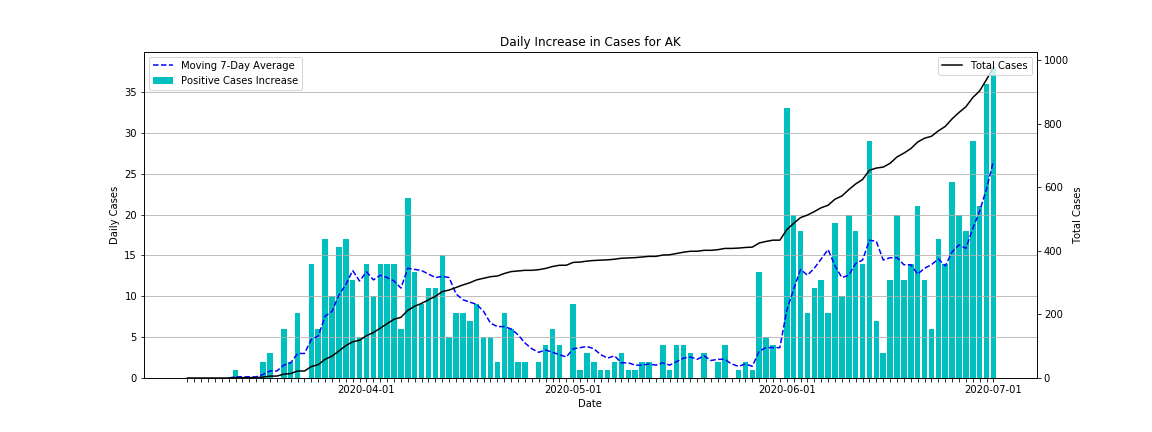 Daily Increase in Cases for AK
Moving 7-Day Average
Positive Cases Increase
Total Cases
35
30
25
20
15
10
5
0
Daily Cases
1000
800
600
400
200
0
Total Cases
2020-04-01
2020-05-01
2020-06-01
2020-07-01
Date